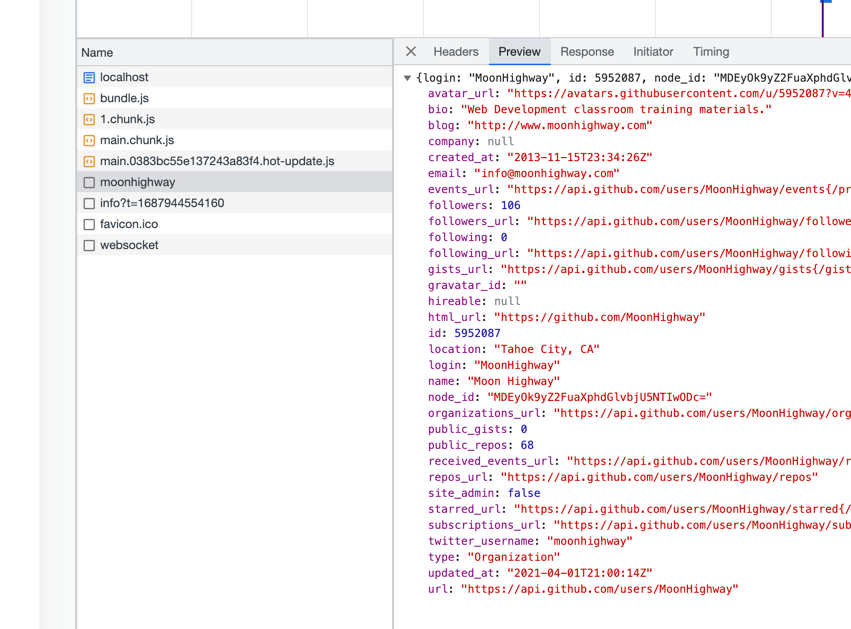 Name
localhost
bundle.js
1.chunk.js
main.chunk.js
main.0383bc55e137243a83f4.hot-update.js
moonhighway
info?t=1687944554160
favicon.ico
websocket
Headers Preview Response Initiator Timing
{login: "MoonHighway", id: 5952087, node_id: "MDEyOk9yZ2FuaXphdGlv
avatar_url: "https://avatars.githubusercontent.com/u/5952087?v=4
bio: "Web Development classroom training materials."
blog: "http://www.moonhighway.com"
company: null
created_at: "2013-11-15T23:34:26Z"
email: "info@moonhighway.com"
events_url: "https://api.github.com/users/MoonHighway/events{/pr
followers: 106
followers_url: "https://api.github.com/users/MoonHighway/followe
following: 0
following_url: "https://api.github.com/users/MoonHighway/followi
gists_url: "https://api.github.com/users/MoonHighway/gists{/gist
gravatar_id: ""
hireable: null
html_url: "https://github.com/MoonHighway"
id: 5952087
location: "Tahoe City, CA"
login: "MoonHighway"
name: "Moon Highway"
node_id: "MDEyOk9yZ2FuaXphdGlvbjU5NTIwODc="
organizations_url: "https://api.github.com/users/MoonHighway/org
public_gists: 0
public_repos: 68
received_events_url: "https://api.github.com/users/MoonHighway/r
repos_url: "https://api.github.com/users/MoonHighway/repos"
site_admin: false
starred_url: "https://api.github.com/users/MoonHighway/starred{/
subscriptions_url: "https://api.github.com/users/MoonHighway/sub
twitter_username: "moonhighway"
type: "Organization"
updated_at: "2021-04-01T21:00:14Z"
url: "https://api.github.com/users/MoonHighway"